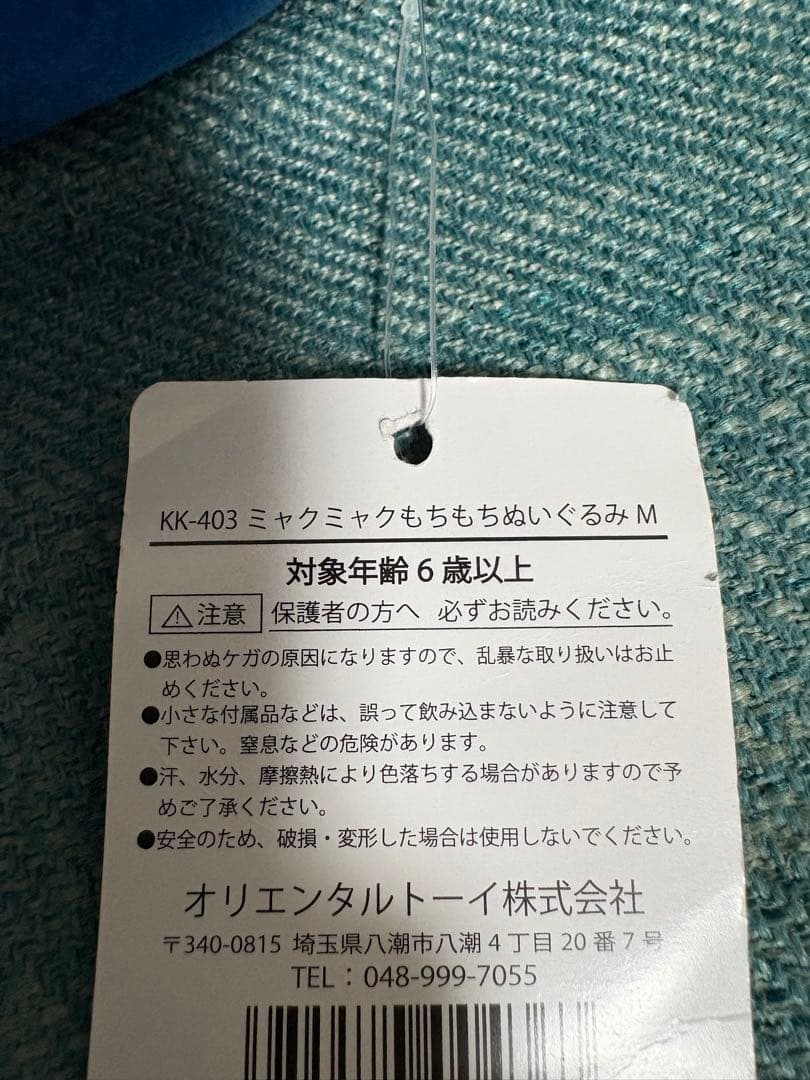 KK-403 ミャクミャクもちもちぬいぐるみ M
対象年齢 6 歳以上
⚠注意 保護者の方へ 必ずお読みください。
●思わぬケガの原因になりますので、乱暴な取り扱いはお止
めください。
●小さな付属品などは、誤って飲み込まないように注意して
下さい。窒息などの危険があります。
●汗、水分、摩擦熱により色落ちする場合がありますので予
めご了承ください。
●安全のため、破損・変形した場合は使用しないでください。
オリエンタルトーイ株式会社
〒340-0815 埼玉県八潮市八潮 4 丁目 20 番 7 号
TEL：048-999-7055